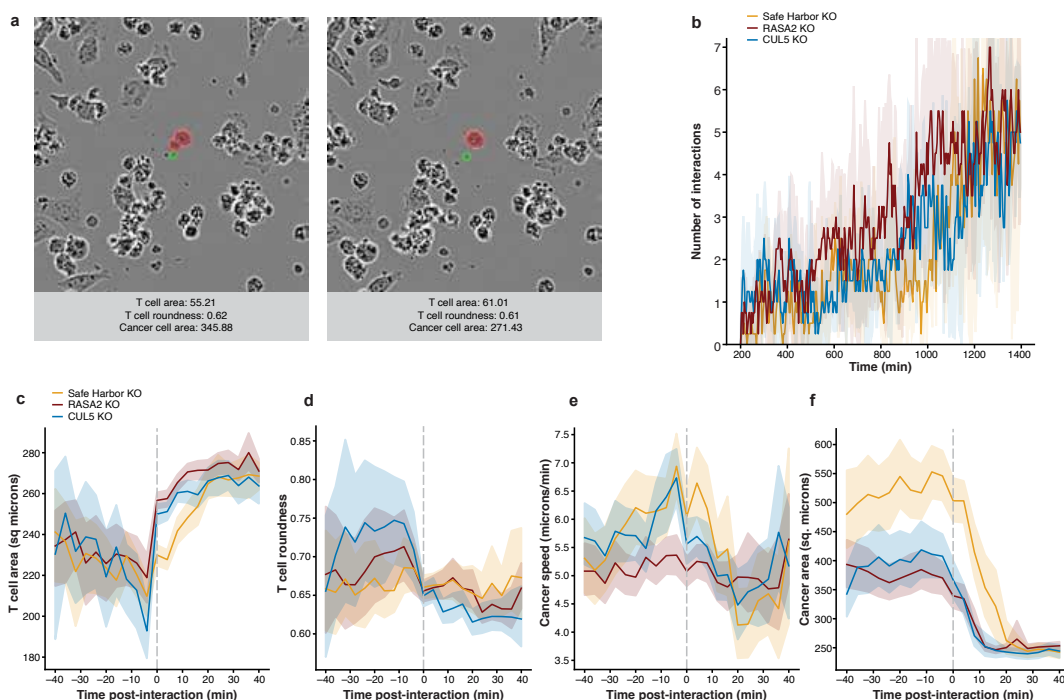 a
T cell area: 55.21
T cell roundness: 0.62
Cancer cell area: 345.88
T cell area: 61.01
T cell roundness: 0.61
Cancer cell area: 271.43
b
Safe Harbor KO
RASA2 KO
CUL5 KO
Number of interactions
7
6
5
4
3
2
1
0
200 400 600 800 1000 1200 1400
Time (min)
Safe Harbor KO
RASA2 KO
CUL5 KO
c
T cell area (sq microns)
280
260
240
220
200
180
−40 −30 −20 −10 0 10 20 30 40
Time post-interaction (min)
d
T cell roundness
0.85
0.80
0.75
0.70
0.65
0.60
−40 −30 −20 −10 0 10 20 30 40
Time post-interaction (min)
e
Cancer speed (microns/min)
7.5
7.0
6.5
6.0
5.5
5.0
4.5
4.0
3.5
−40 −30 −20 −10 0 10 20 30 40
Time post-interaction (min)
f
Cancer area (sq. microns)
600
550
500
450
400
350
300
250
−40 −30 −20 −10 0 10 20 30 40
Time post-interaction (min)